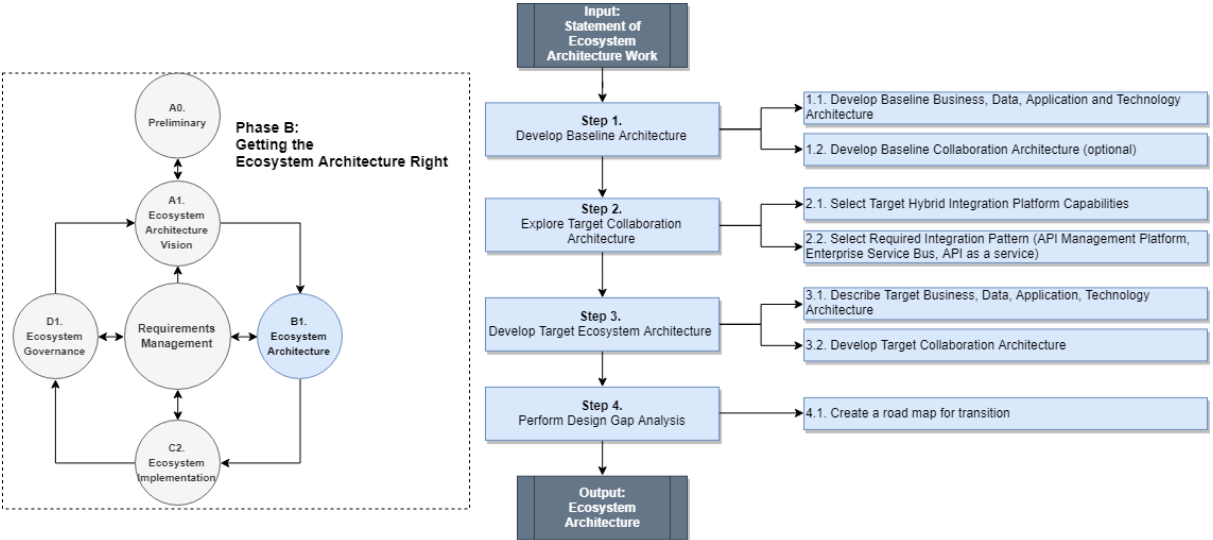 A0.
Preliminary
Phase B:
Getting the
Ecosystem Architecture Right
A1.
Ecosystem
Architecture
Vision
D1.
Ecosystem
Governance
Requirements
Management
B1.
Ecosystem
Architecture
C2.
Ecosystem
Implementation
Input:
Statement of
Ecosystem
Architecture Work
Step 1.
Develop Baseline Architecture
1.1. Develop Baseline Business, Data, Application and Technology
Architecture
1.2. Develop Baseline Collaboration Architecture (optional)
Step 2.
Explore Target Collaboration
Architecture
2.1. Select Target Hybrid Integration Platform Capabilities
2.2. Select Required Integration Pattern (API Management Platform,
Enterprise Service Bus, API as a service)
Step 3.
Develop Target Ecosystem Architecture
3.1. Describe Target Business, Data, Application, Technology
Architecture
3.2. Develop Target Collaboration Architecture
Step 4.
Perform Design Gap Analysis
4.1. Create a road map for transition
Output:
Ecosystem
Architecture